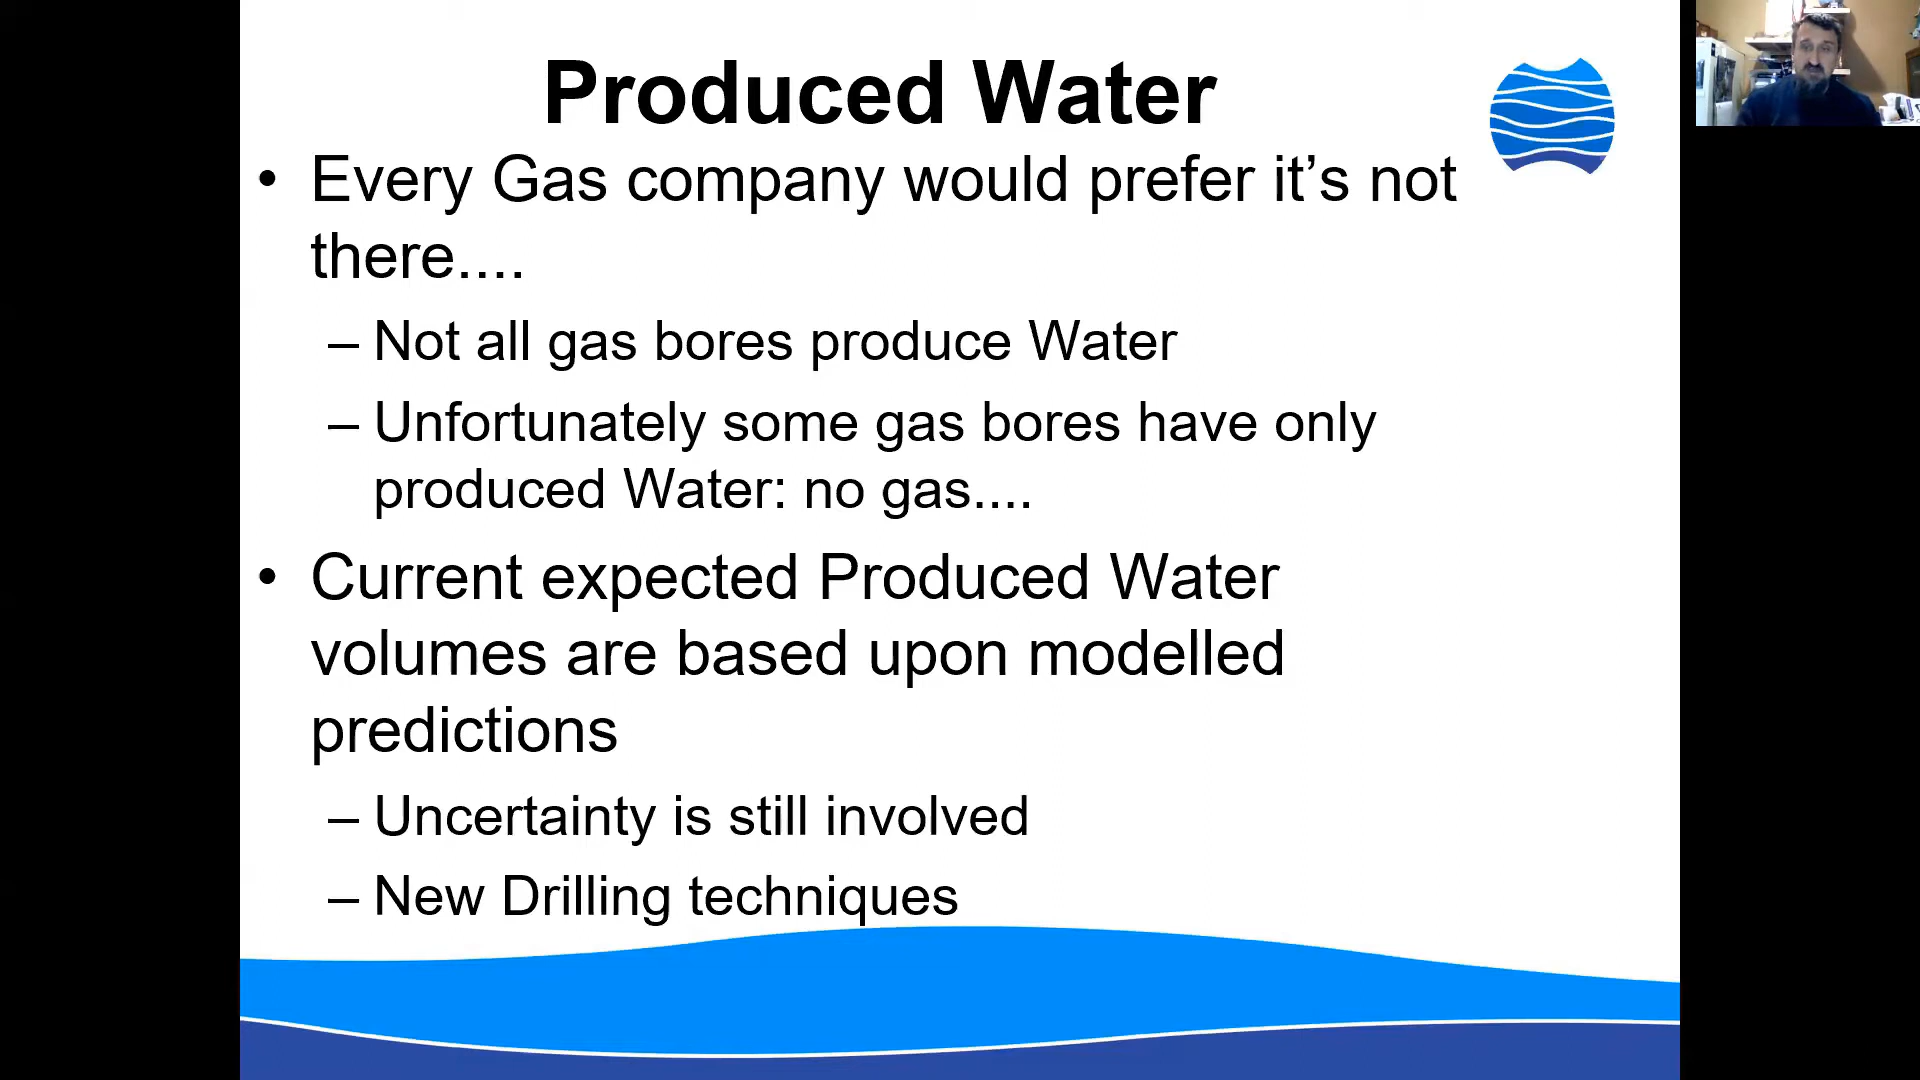 Produced Water
• Every Gas company would prefer it’s not
there....
– Not all gas bores produce Water
– Unfortunately some gas bores have only
produced Water: no gas....
• Current expected Produced Water
volumes are based upon modelled
predictions
– Uncertainty is still involved
– New Drilling techniques